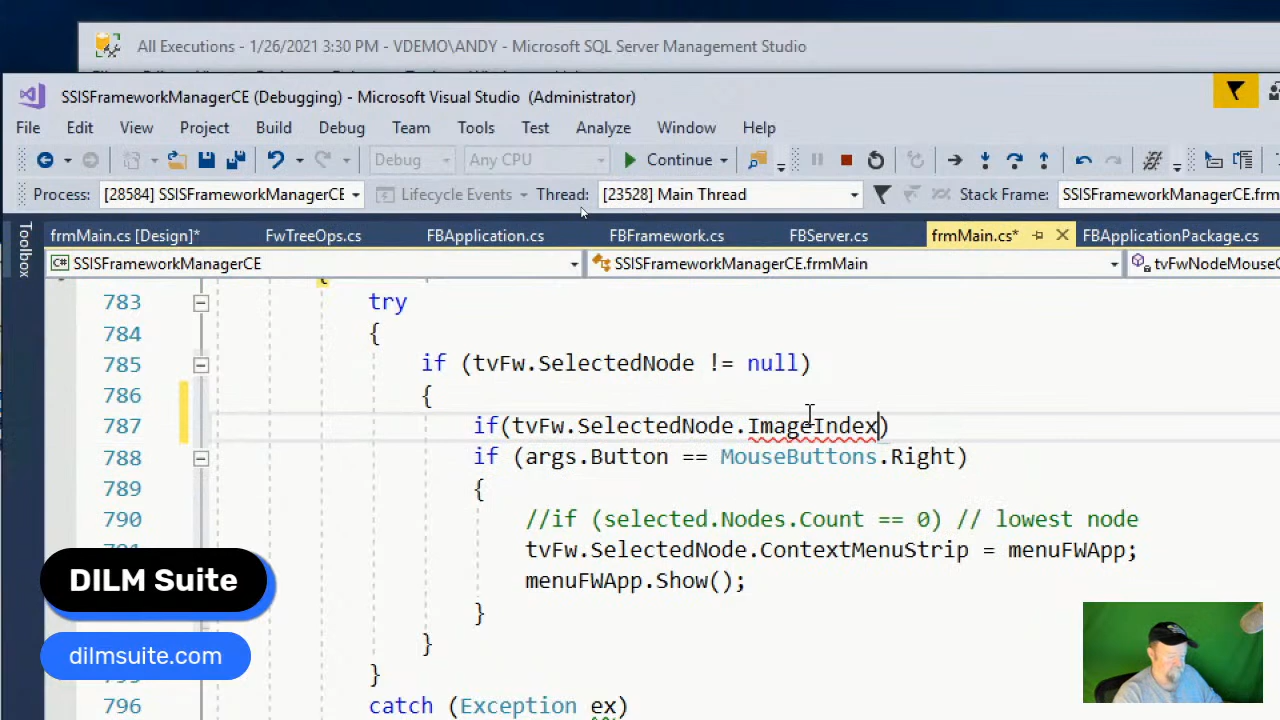 All Executions - 1/26/2021 3:30 PM - VDEMO\ANDY - Microsoft SQL Server Management Studio
SSISFrameworkManagerCE (Debugging) - Microsoft Visual Studio (Administrator)
File Edit View Project Build Debug Team Tools Test Analyze Window Help
Debug Any CPU Continue
Process: [28584] SSISFrameworkManagerCE Lifecycle Events Thread: [23528] Main Thread Stack Frame: SSISFrameworkManagerCE.frm
Toolbox
frmMain.cs [Design]* FwTreeOps.cs FBApplication.cs FBFramework.cs FBServer.cs frmMain.cs* FBApplicationPackage.cs
SSISFrameworkManagerCE SSISFrameworkManagerCE.frmMain tvFwNodeMouseC
783 try
784 {
785 if (tvFw.SelectedNode != null)
786 {
787 if(tvFw.SelectedNode.ImageIndex)
788 if (args.Button == MouseButtons.Right)
789 {
790 //if (selected.Nodes.Count == 0) // lowest node
tvFw.SelectedNode.ContextMenuStrip = menuFWApp;
menuFWApp.Show();
}
}
}
796 catch (Exception ex)
DILM Suite
dilmsuite.com